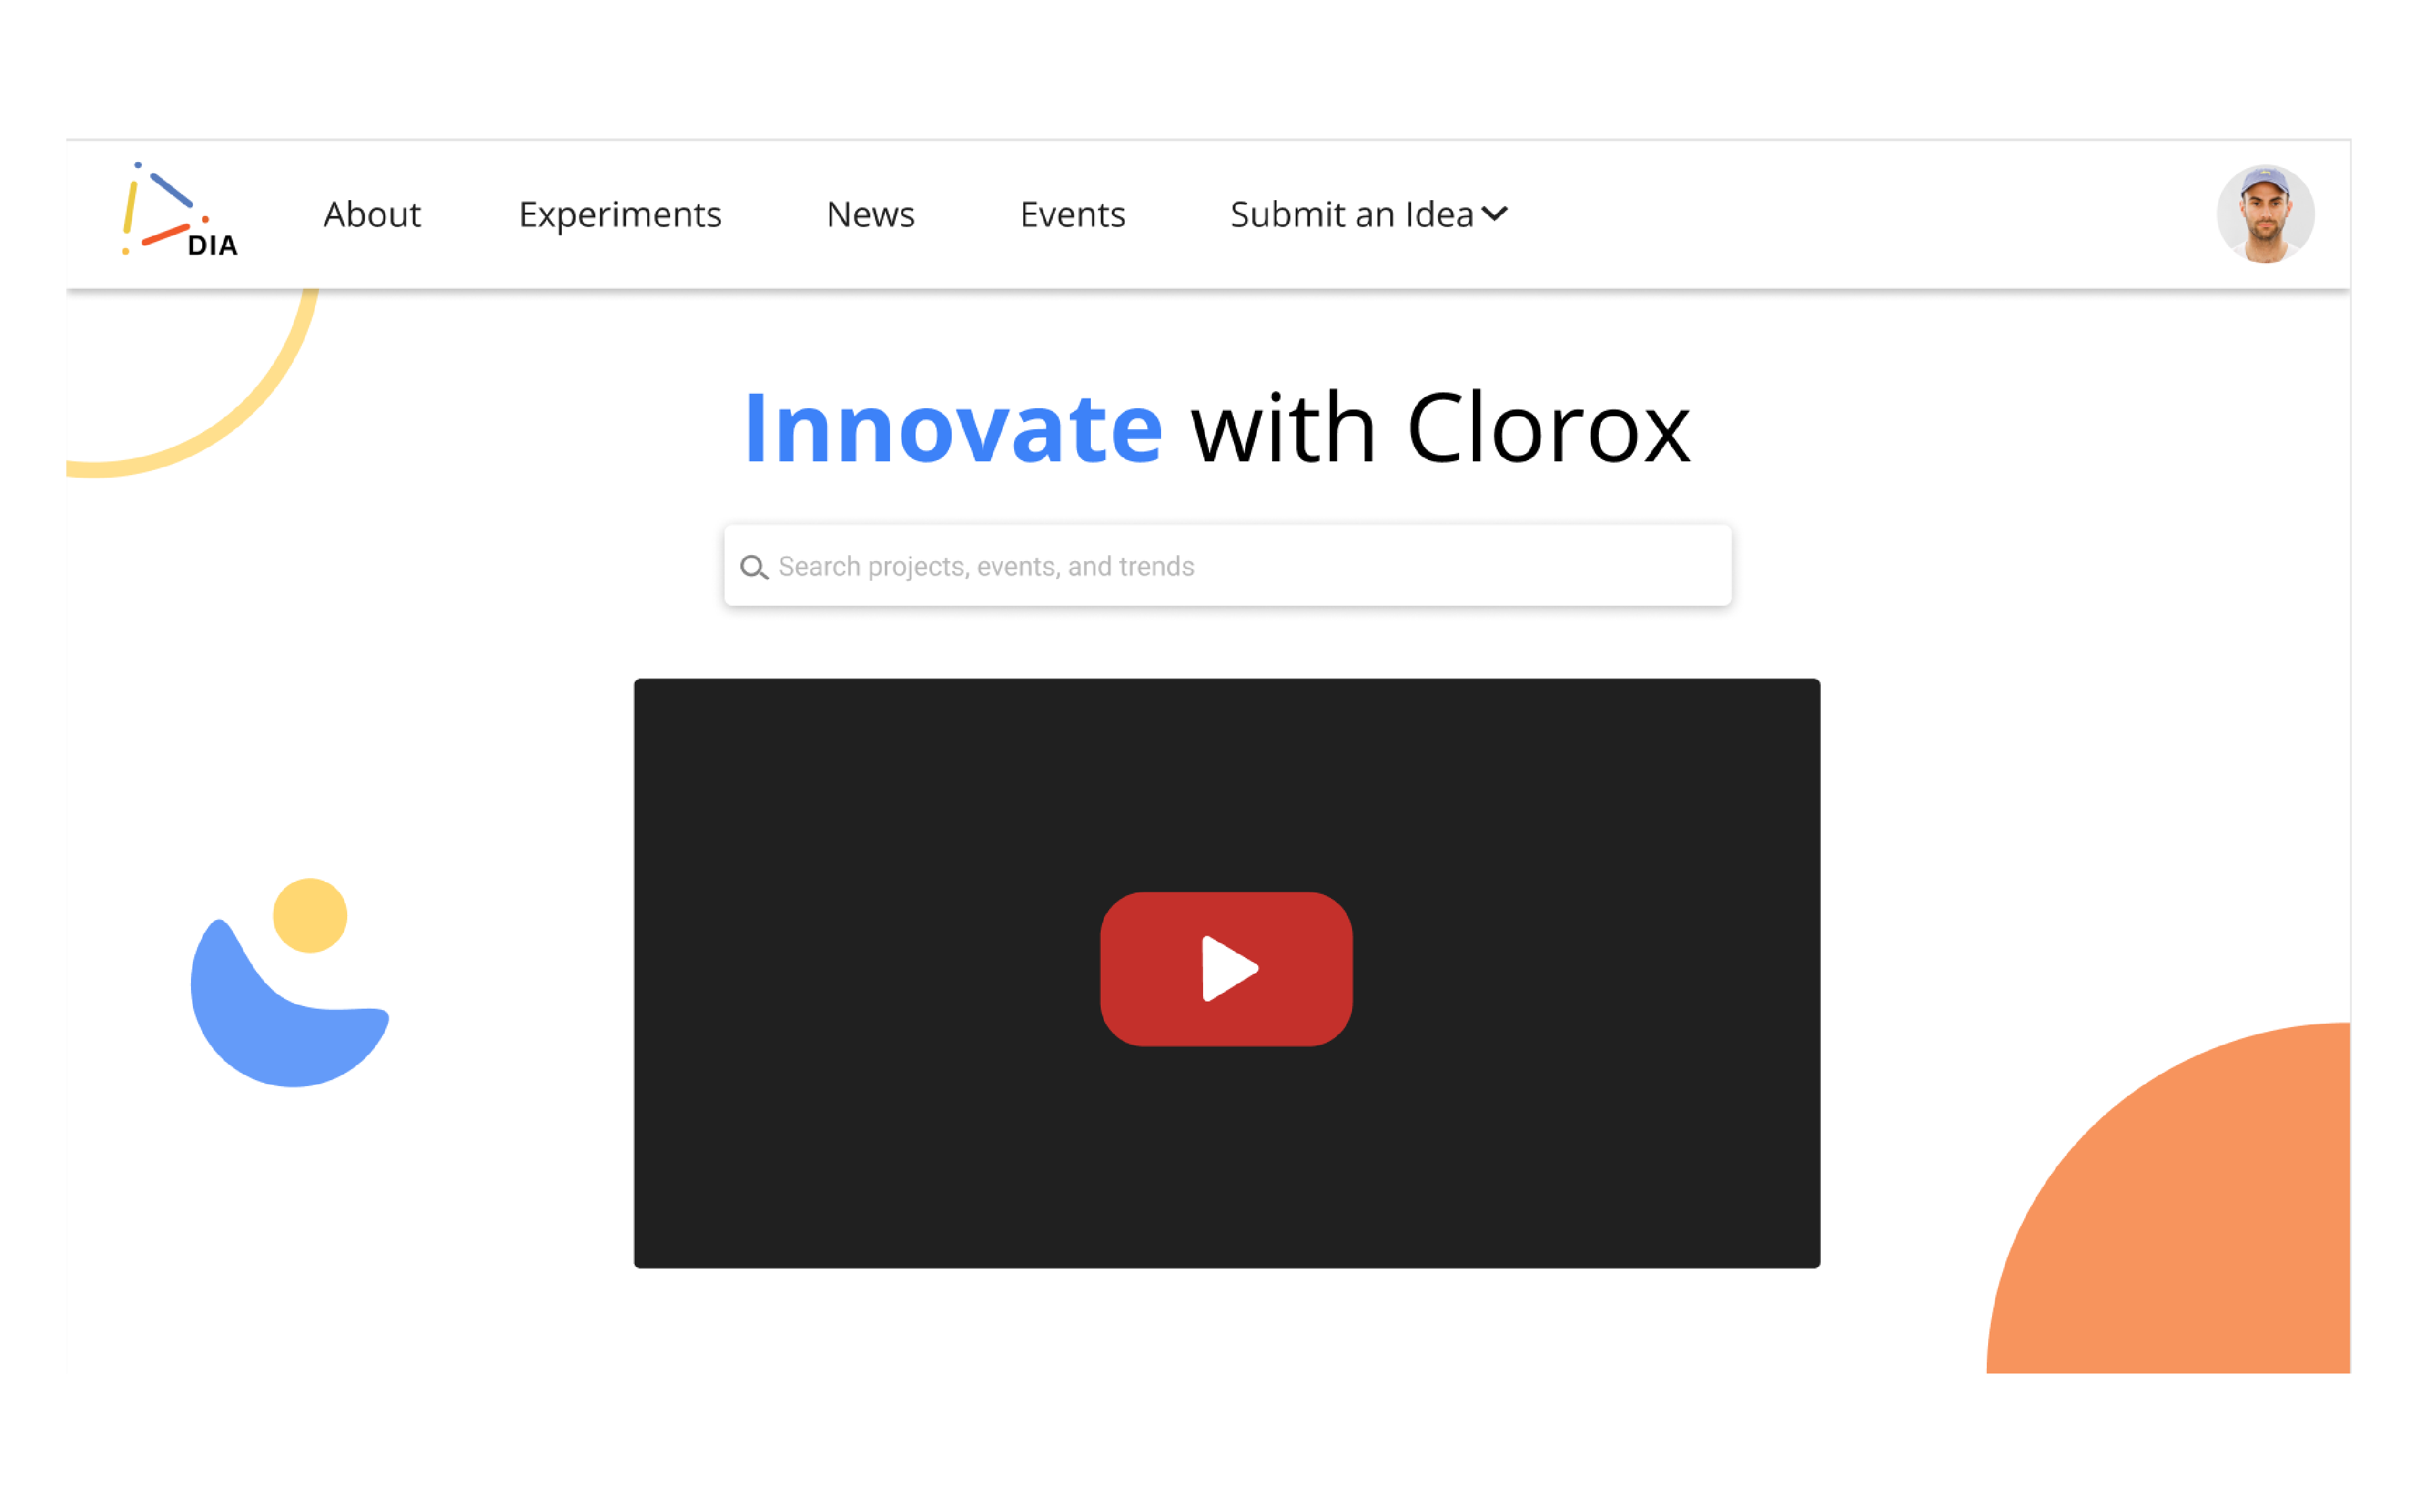 DIA
About Experiments News Events Submit an Idea
Innovate with Clorox
Search projects, events, and trends